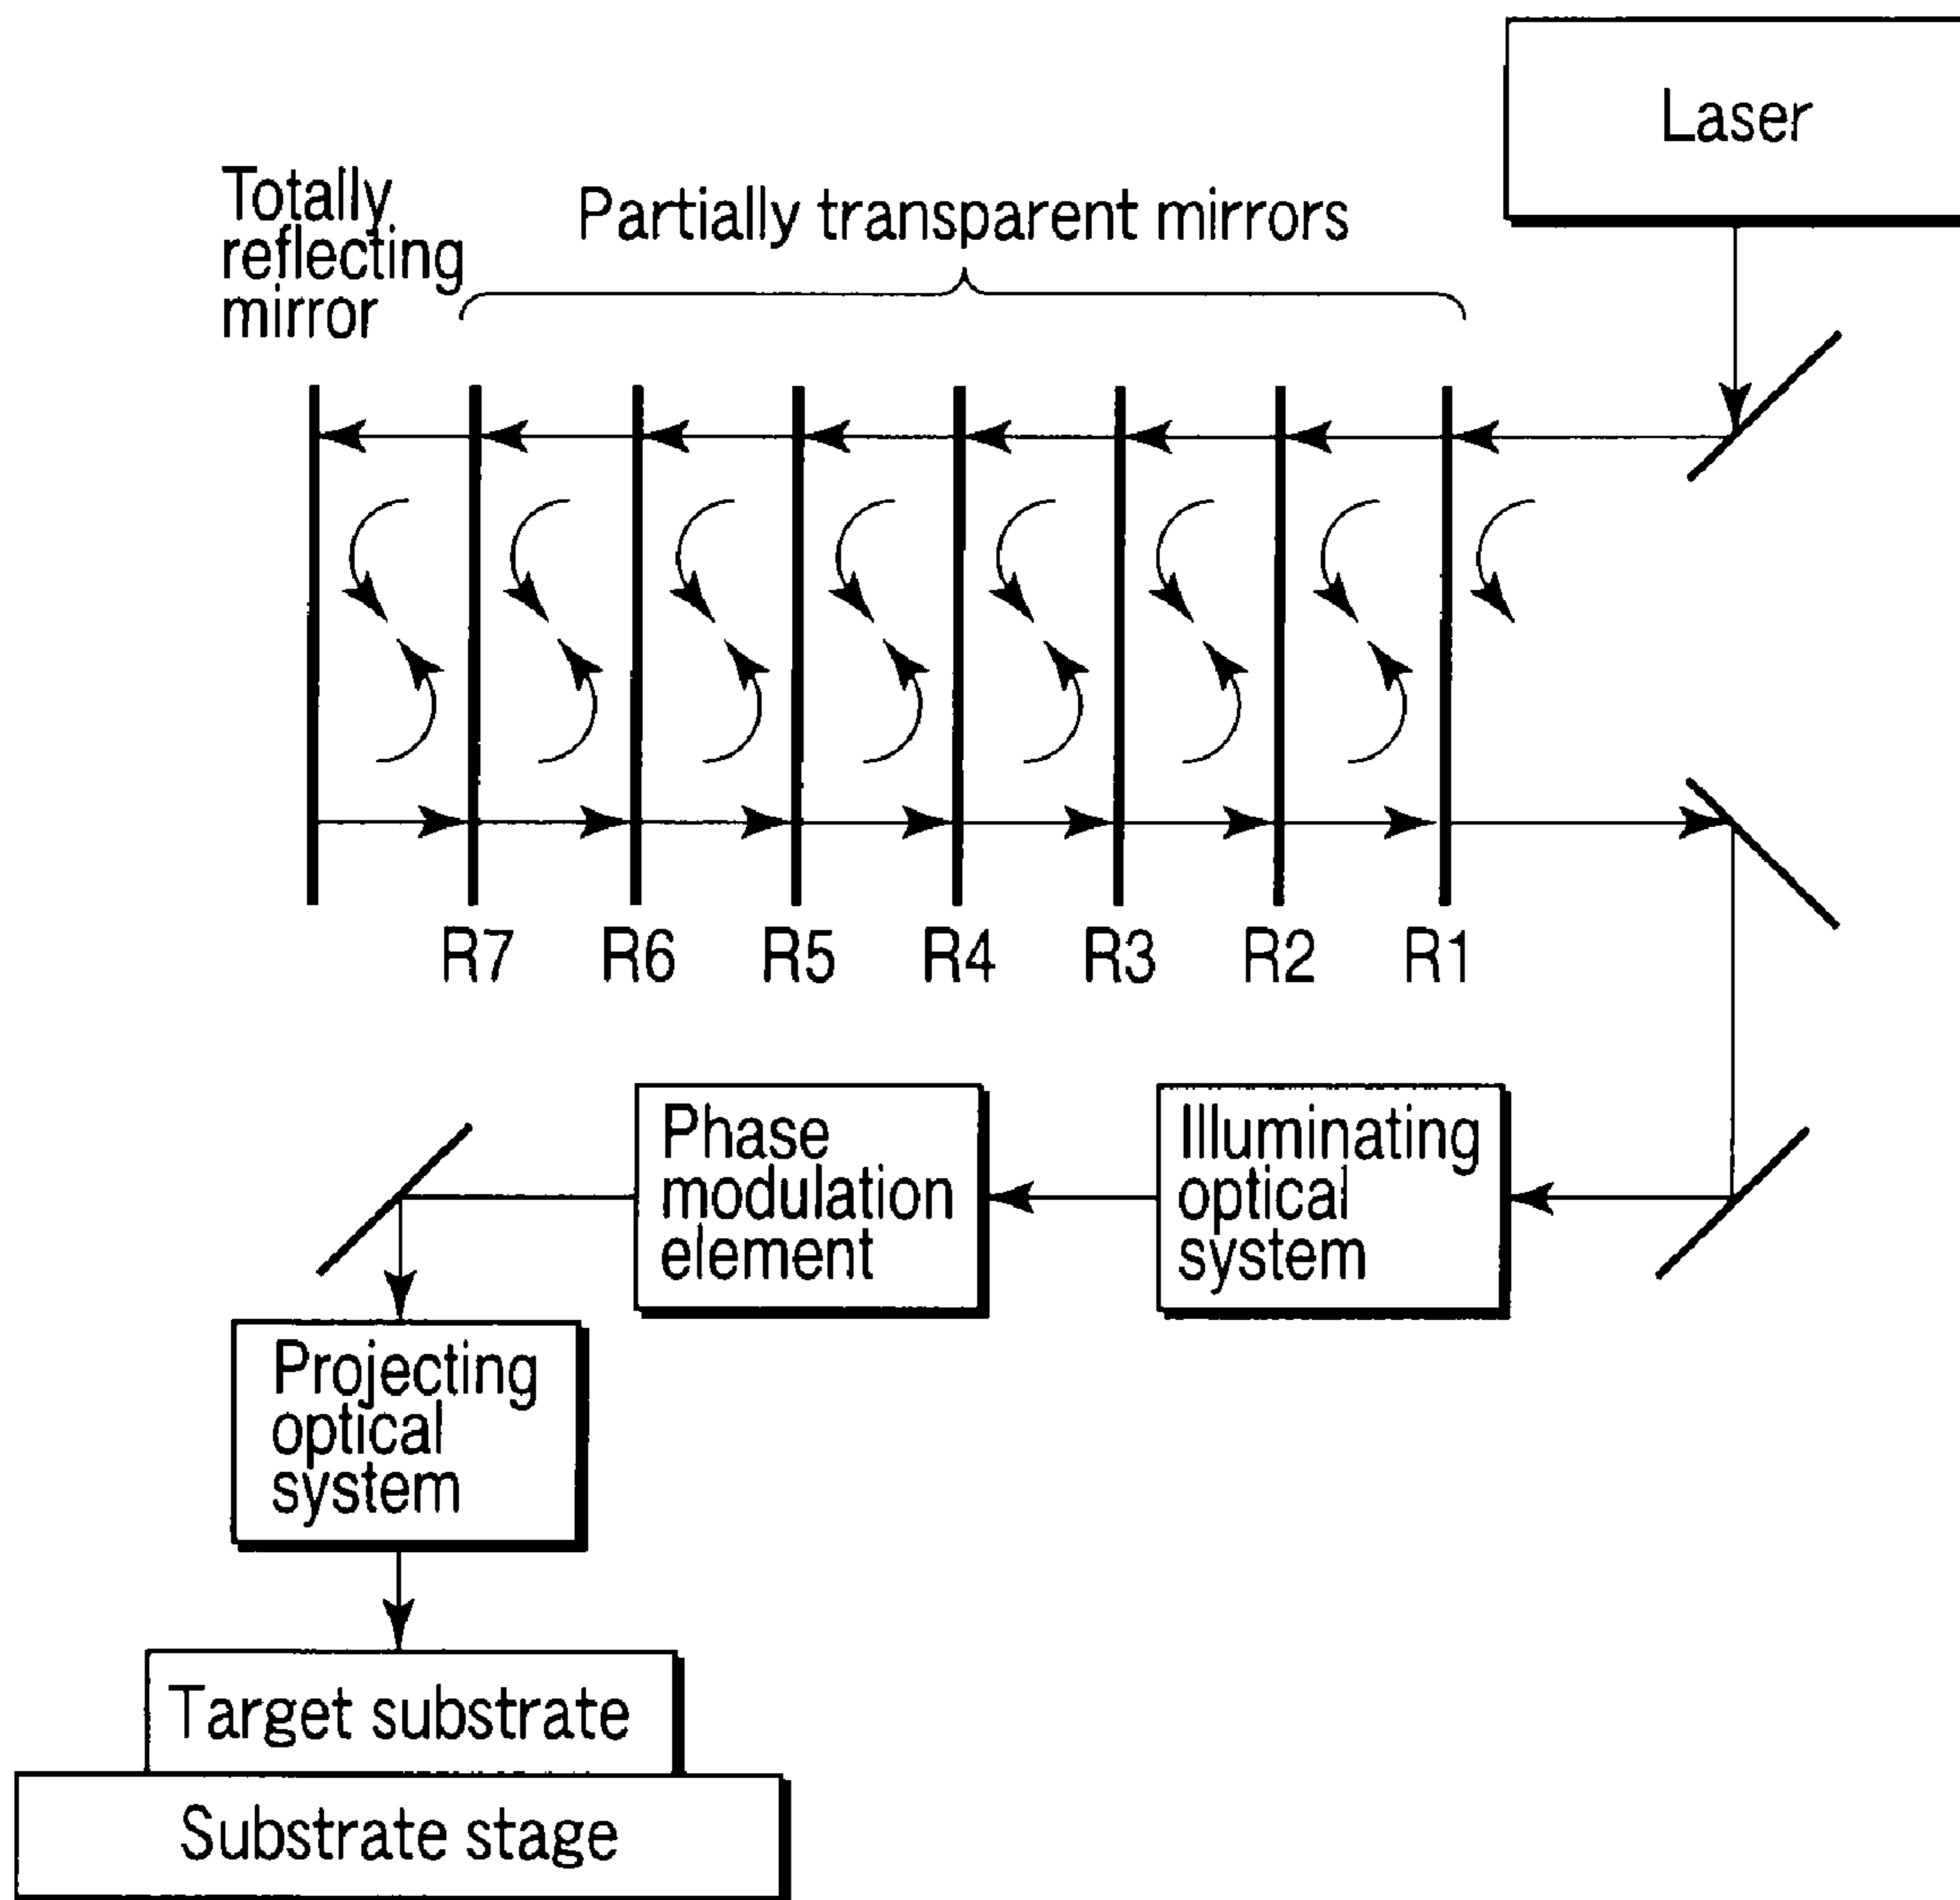 Laser
Totally
reflecting
mirror
Partially transparent mirrors
R7 R6 R5 R4 R3 R2 R1
Phase
modulation
element
Illuminating
optical
system
Projecting
optical
system
Target substrate
Substrate stage